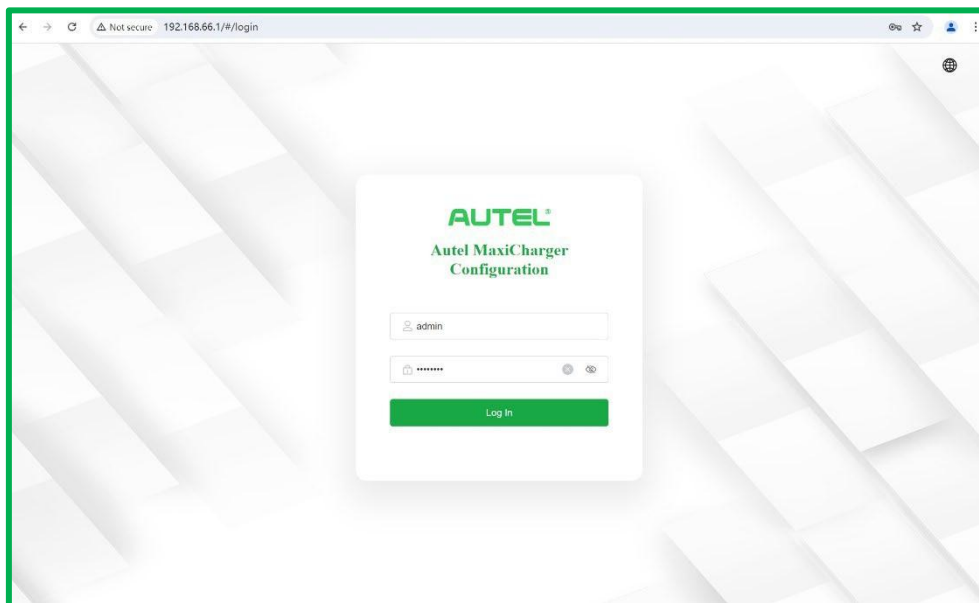 Not secure 192.168.66.1/#/login
AUTEL®
Autel MaxiCharger
Configuration
admin
••••••••
Log In